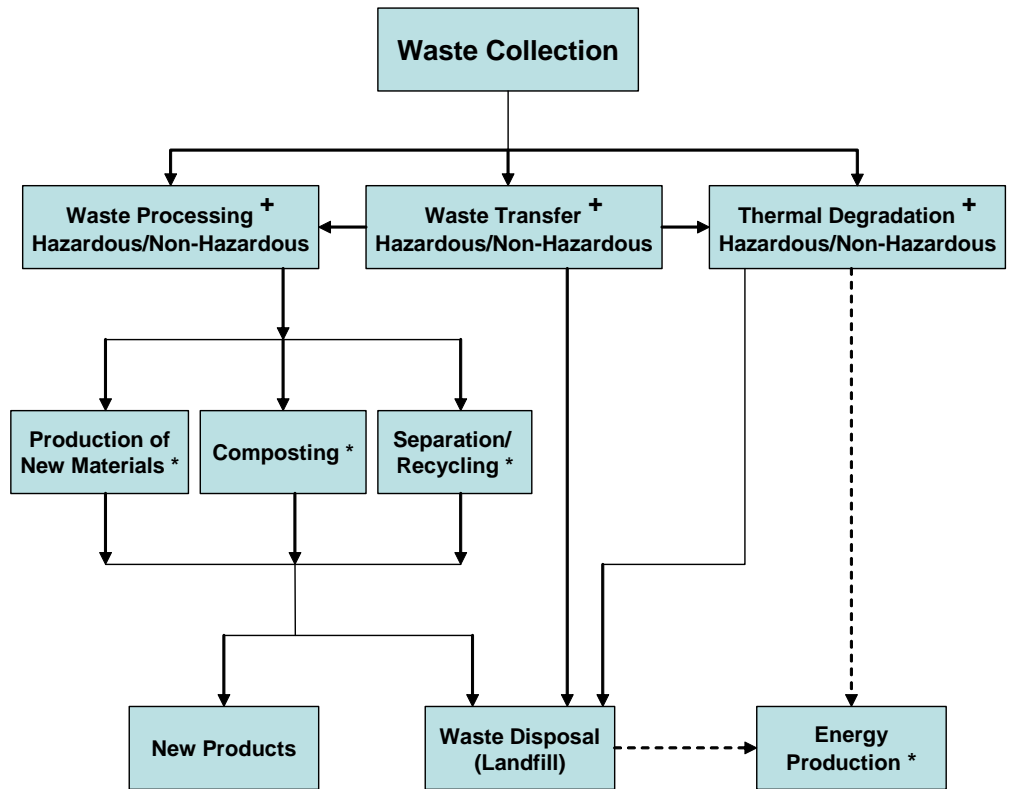 Waste Collection
Waste Processing +
Hazardous/Non-Hazardous
Waste Transfer +
Hazardous/Non-Hazardous
Thermal Degradation +
Hazardous/Non-Hazardous
Production of
New Materials *
Composting *
Separation/
Recycling *
New Products
Waste Disposal
(Landfill)
Energy
Production *